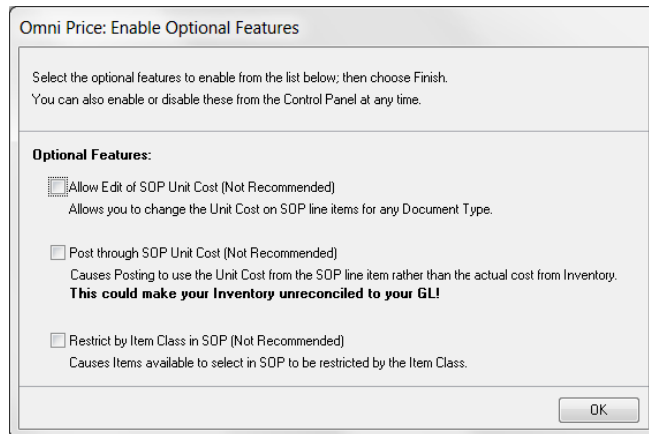 Omni Price: Enable Optional Features
Select the optional features to enable from the list below; then choose Finish.
You can also enable or disable these from the Control Panel at any time.
Optional Features:
Allow Edit of SOP Unit Cost (Not Recommended)
Allows you to change the Unit Cost on SOP line items for any Document Type.
Post through SOP Unit Cost (Not Recommended)
Causes Posting to use the Unit Cost from the SOP line item rather than the actual cost from Inventory.
This could make your Inventory unreconciled to your GL!
Restrict by Item Class in SOP (Not Recommended)
Causes Items available to select in SOP to be restricted by the Item Class.
OK